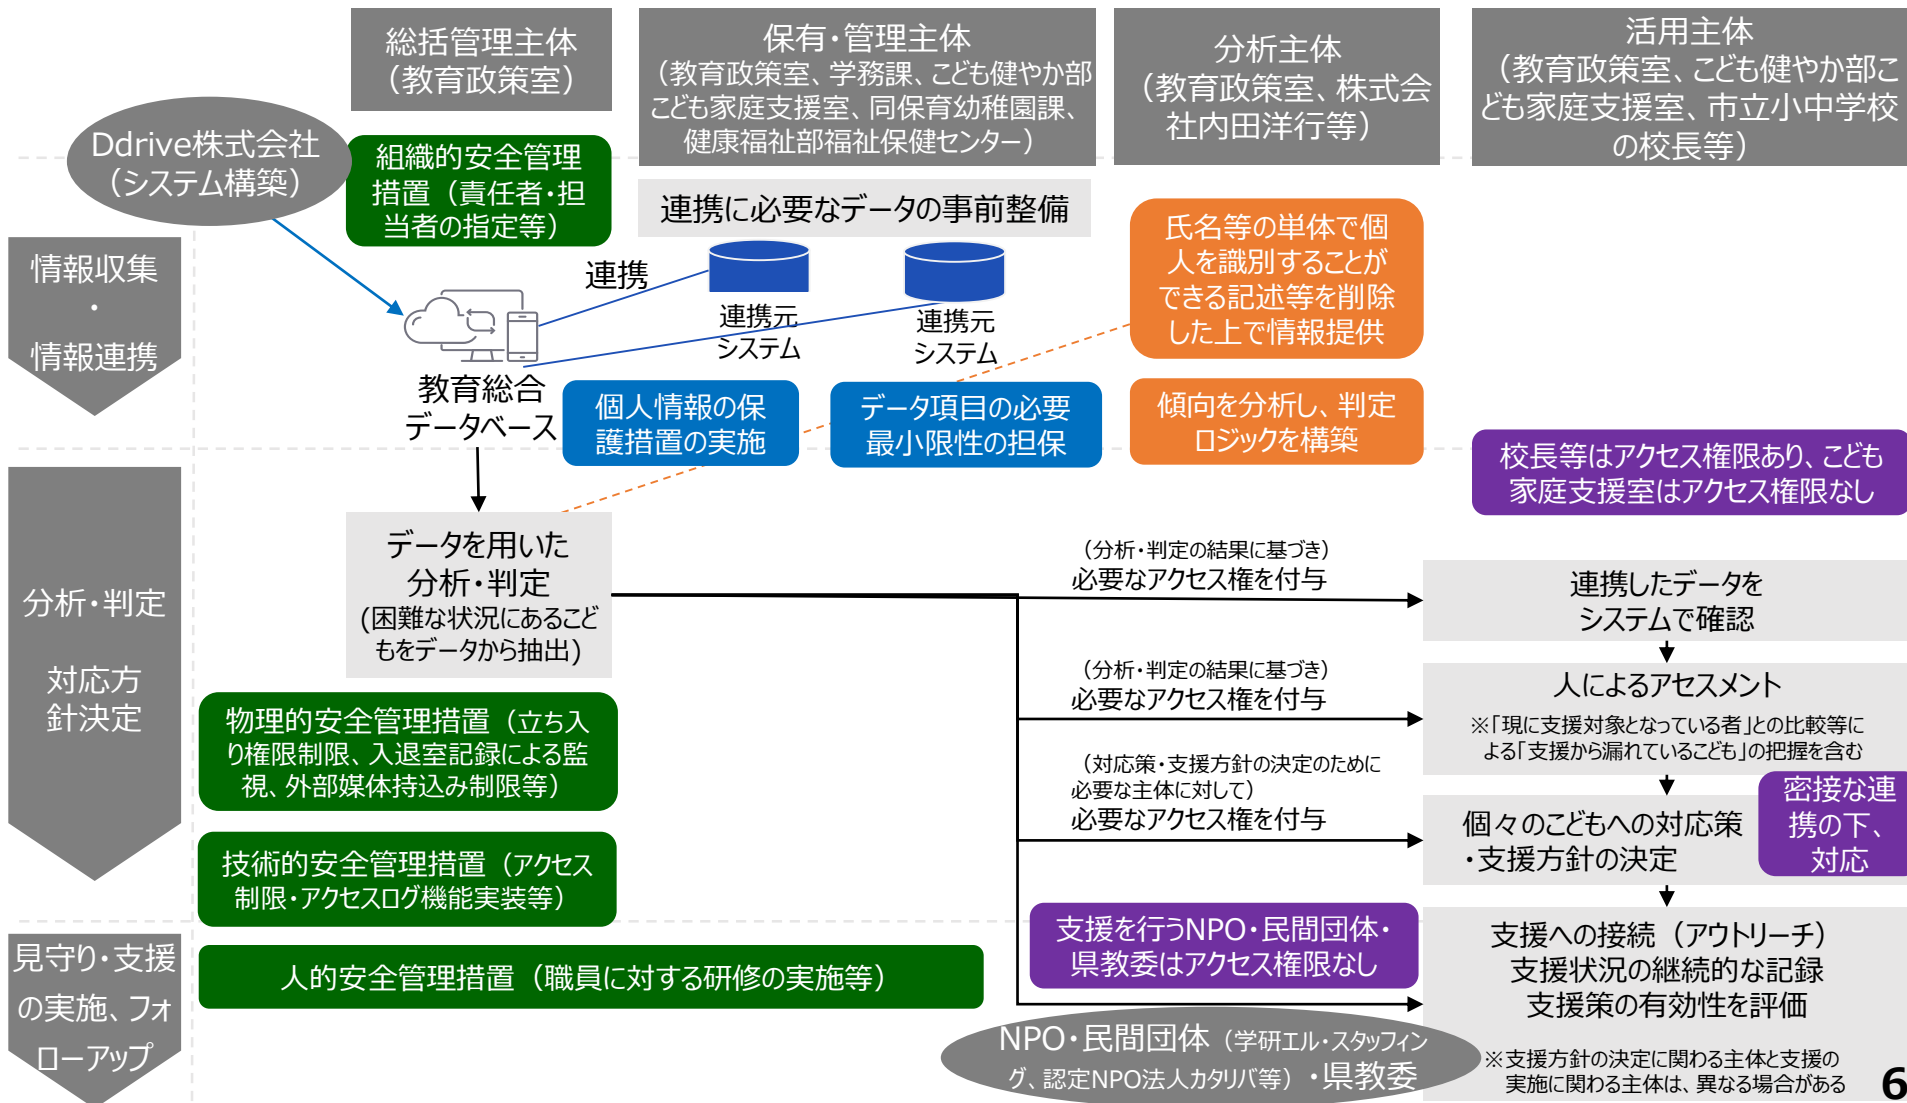 総括管理主体
（教育政策室）
保有・管理主体
（教育政策室、学務課、こども健やか部
こども家庭支援室、同保育幼稚園課、
健康福祉部福祉保健センター）
分析主体
（教育政策室、株式会
社内田洋行等）
活用主体
（教育政策室、こども健やか部こ
ども家庭支援室、市立小中学校
の校長等）
Ddrive株式会社
（システム構築）
組織的安全管理
措置（責任者・担
当者の指定等）
連携に必要なデータの事前整備
情報収集
・
情報連携
連携
連携元
システム
連携元
システム
氏名等の単体で個
人を識別することが
できる記述等を削除
した上で情報提供
教育総合
データベース
個人情報の保
護措置の実施
データ項目の必要
最小限性の担保
傾向を分析し、判定
ロジックを構築
校長等はアクセス権限あり、こども
家庭支援室はアクセス権限なし
分析・判定
対応方
針決定
データを用いた
分析・判定
(困難な状況にあるこど
もをデータから抽出)
（分析・判定の結果に基づき）
必要なアクセス権を付与
連携したデータを
システムで確認
（分析・判定の結果に基づき）
必要なアクセス権を付与
人によるアセスメント
※「現に支援対象となっている者」との比較等に
よる「支援から漏れているこども」の把握を含む
物理的安全管理措置（立ち入
り権限制限、入退室記録による監
視、外部媒体持込み制限等）
（対応策・支援方針の決定のために
必要な主体に対して）
必要なアクセス権を付与
個々のこどもへの対応策
・支援方針の決定
密接な連
携の下、
対応
技術的安全管理措置（アクセス
制限・アクセスログ機能実装等）
見守り・支援
の実施、フォ
ローアップ
人的安全管理措置（職員に対する研修の実施等）
支援を行うNPO・民間団体・
県教委はアクセス権限なし
支援への接続（アウトリーチ）
支援状況の継続的な記録
支援策の有効性を評価
NPO・民間団体（学研エル・スタッフィン
グ、認定NPO法人カタリバ等）・県教委
※支援方針の決定に関わる主体と支援の
実施に関わる主体は、異なる場合がある
6